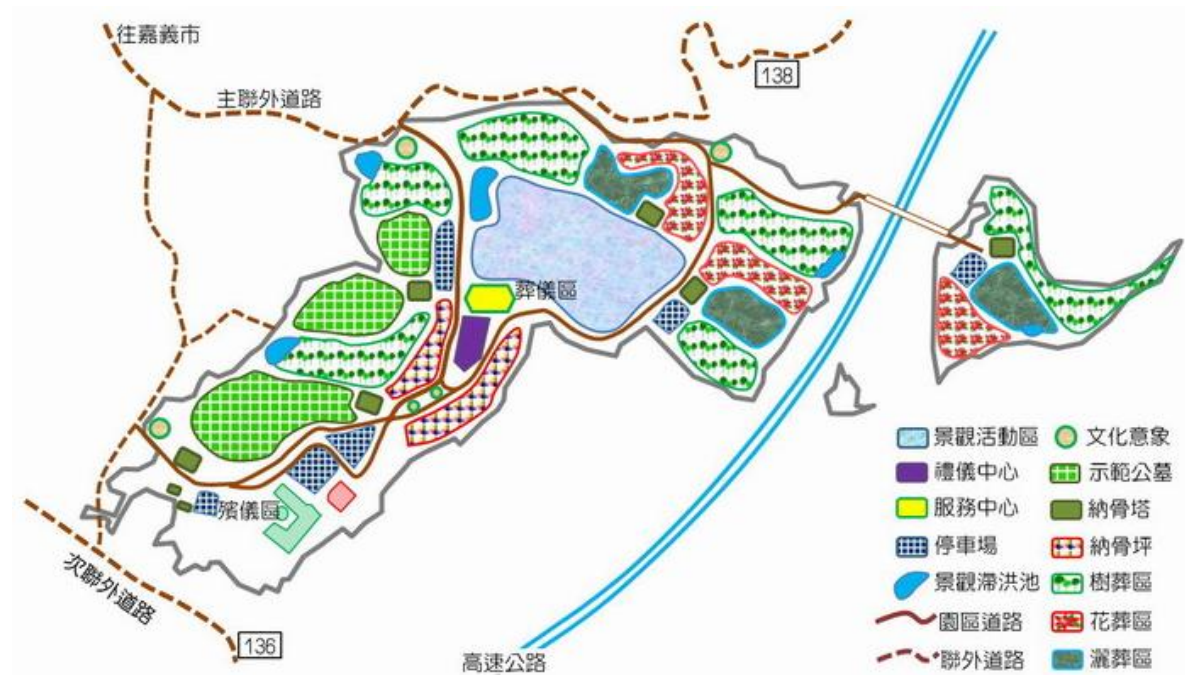 往嘉義市
138
主聯外道路
葬儀區
殯儀區
次聯外道路
136
高速公路
景觀活動區
文化意象
禮儀中心
示範公墓
服務中心
納骨塔
停車場
納骨坪
景觀滯洪池
樹葬區
園區道路
花葬區
聯外道路
灑葬區